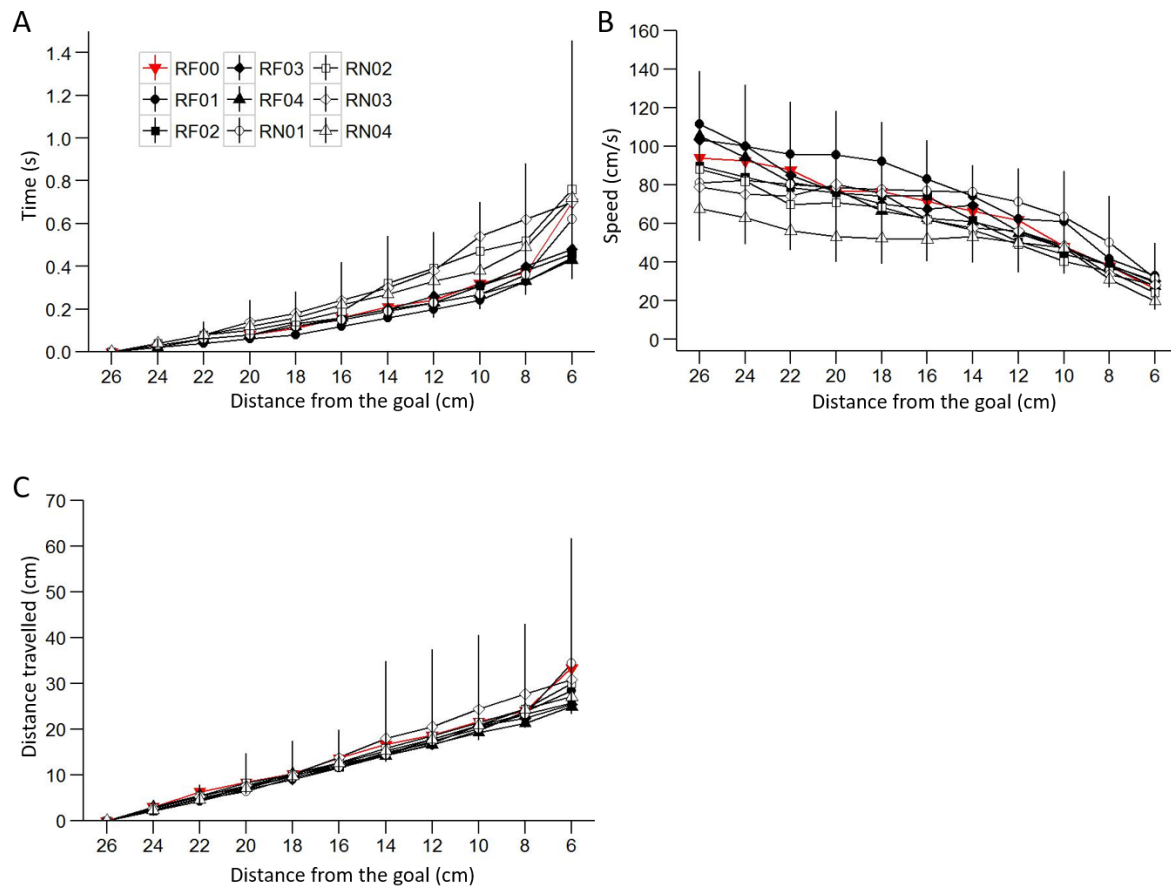 A
B
Time (s)
1.4
1.2
1.0
0.8
0.6
0.4
0.2
0.0
RF00 RF03 RN02
RF01 RF04 RN03
RF02 RN01 RN04
26 24 22 20 18 16 14 12 10 8 6
Distance from the goal (cm)
Speed (cm/s)
160
140
120
100
80
60
40
20
0
26 24 22 20 18 16 14 12 10 8 6
Distance from the goal (cm)
C
Distance travelled (cm)
70
60
50
40
30
20
10
0
26 24 22 20 18 16 14 12 10 8 6
Distance from the goal (cm)